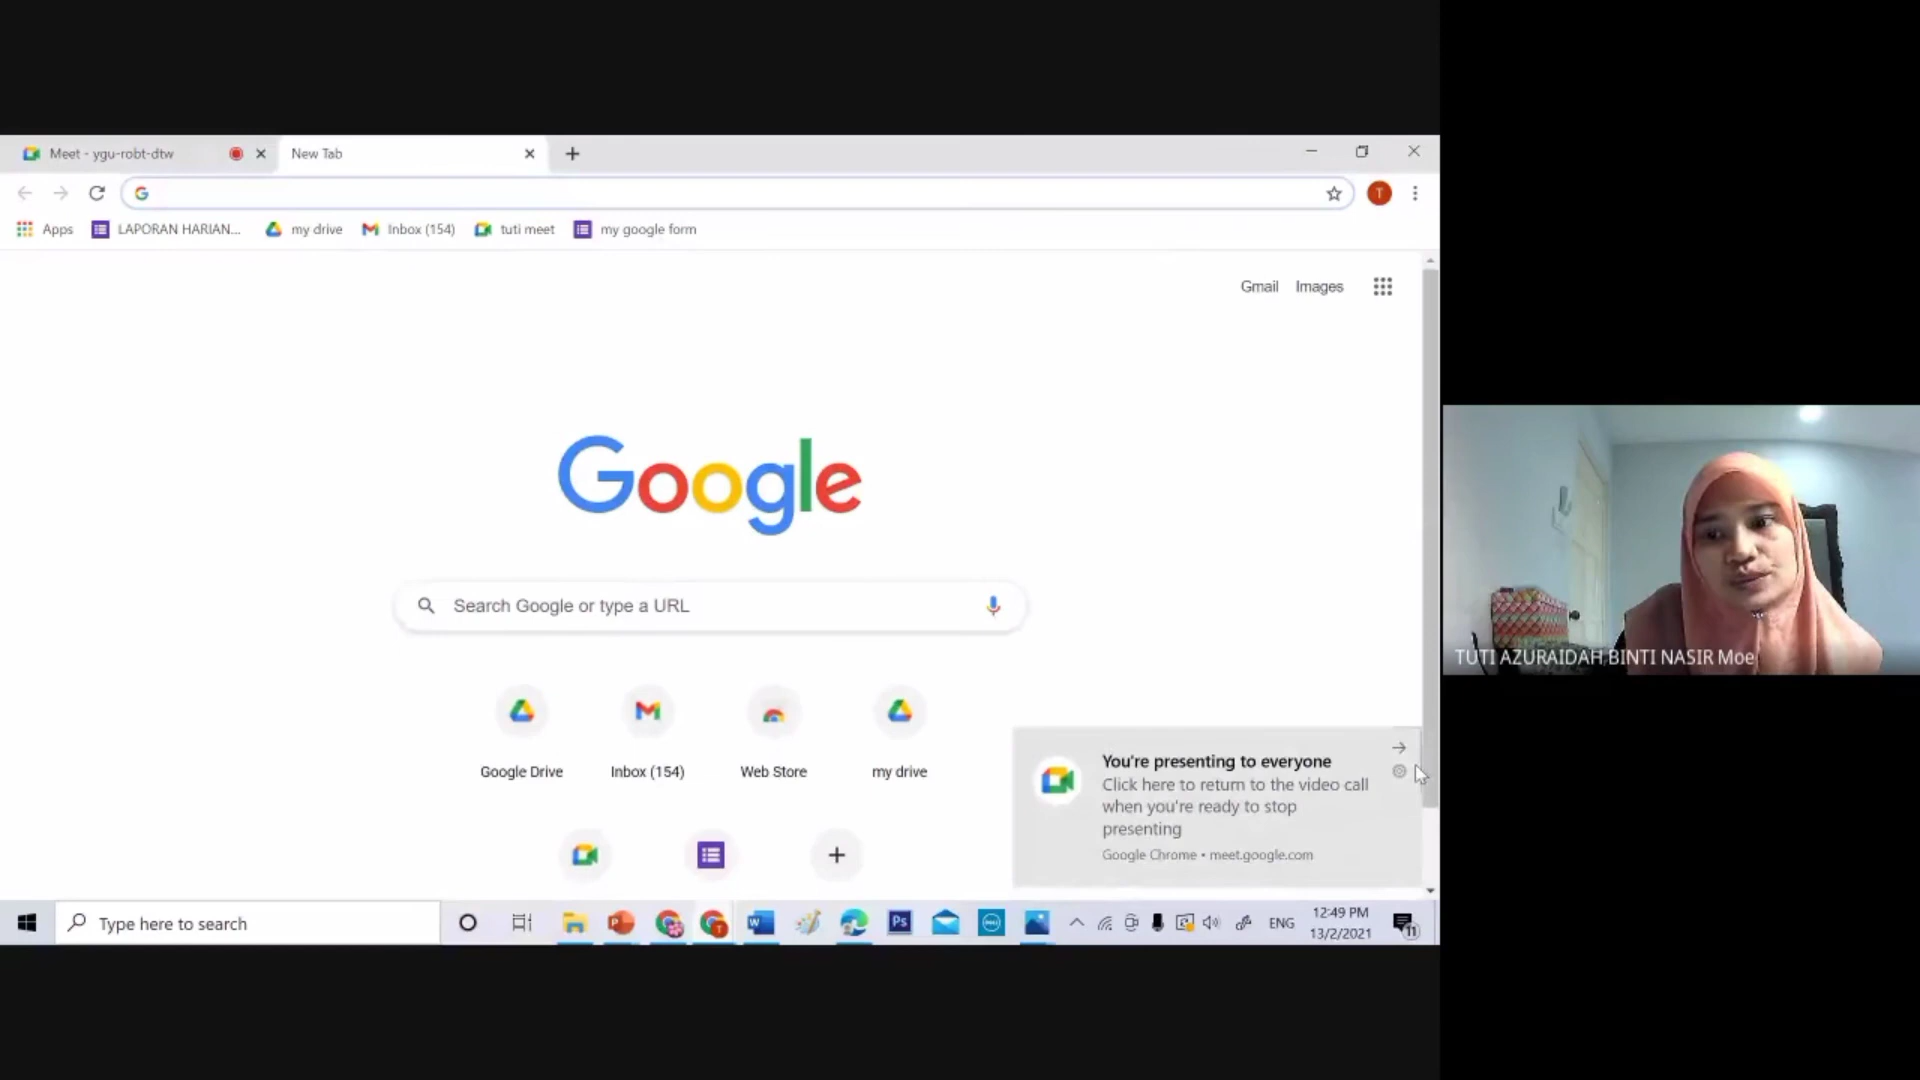 Meet - ygu-robt-dtw
New Tab
T
Apps
LAPORAN HARIAN...
my drive
Inbox (154)
tuti meet
my google form
Gmail
Images
Google
Search Google or type a URL
Google Drive
Inbox (154)
Web Store
my drive
You're presenting to everyone
Click here to return to the video call
when you're ready to stop
presenting
Google Chrome • meet.google.com
TUTI AZURAIDAH BINTI NASIR Moe
Type here to search
Ps
ENG
12:49 PM
13/2/2021
11